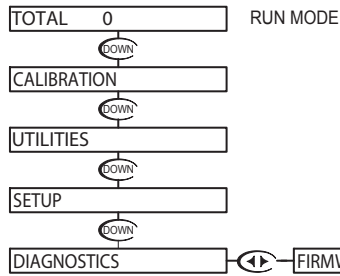 TOTAL 0 RUN MODE
DOWN
CALIBRATION
DOWN
UTILITIES
DOWN
SETUP
DOWN
DIAGNOSTICS